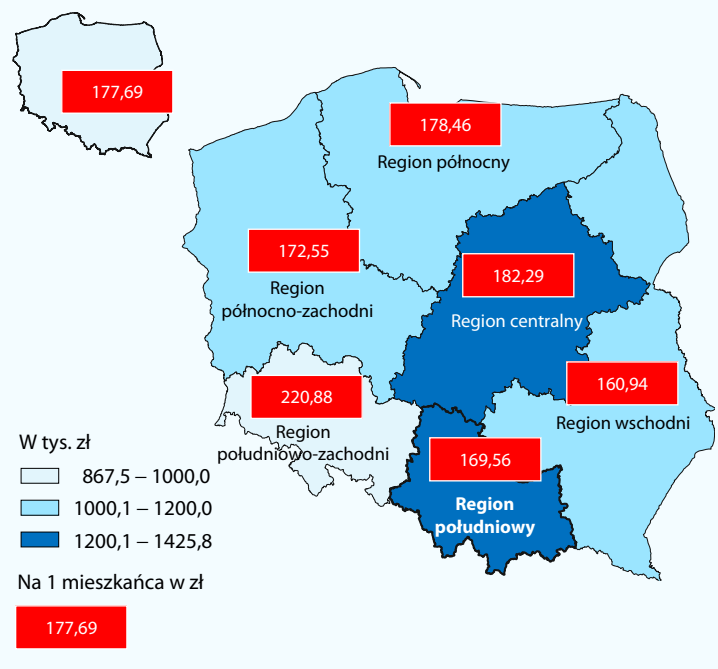 177,69
178,46
Region północny
172,55
Region
północno-zachodni
182,29
Region centralny
160,94
Region wschodni
220,88
Region
południowo-zachodni
169,56
Region
południowy
W tys. zł
867,5 – 1000,0
1000,1 – 1200,0
1200,1 – 1425,8
Na 1 mieszkańca w zł
177,69